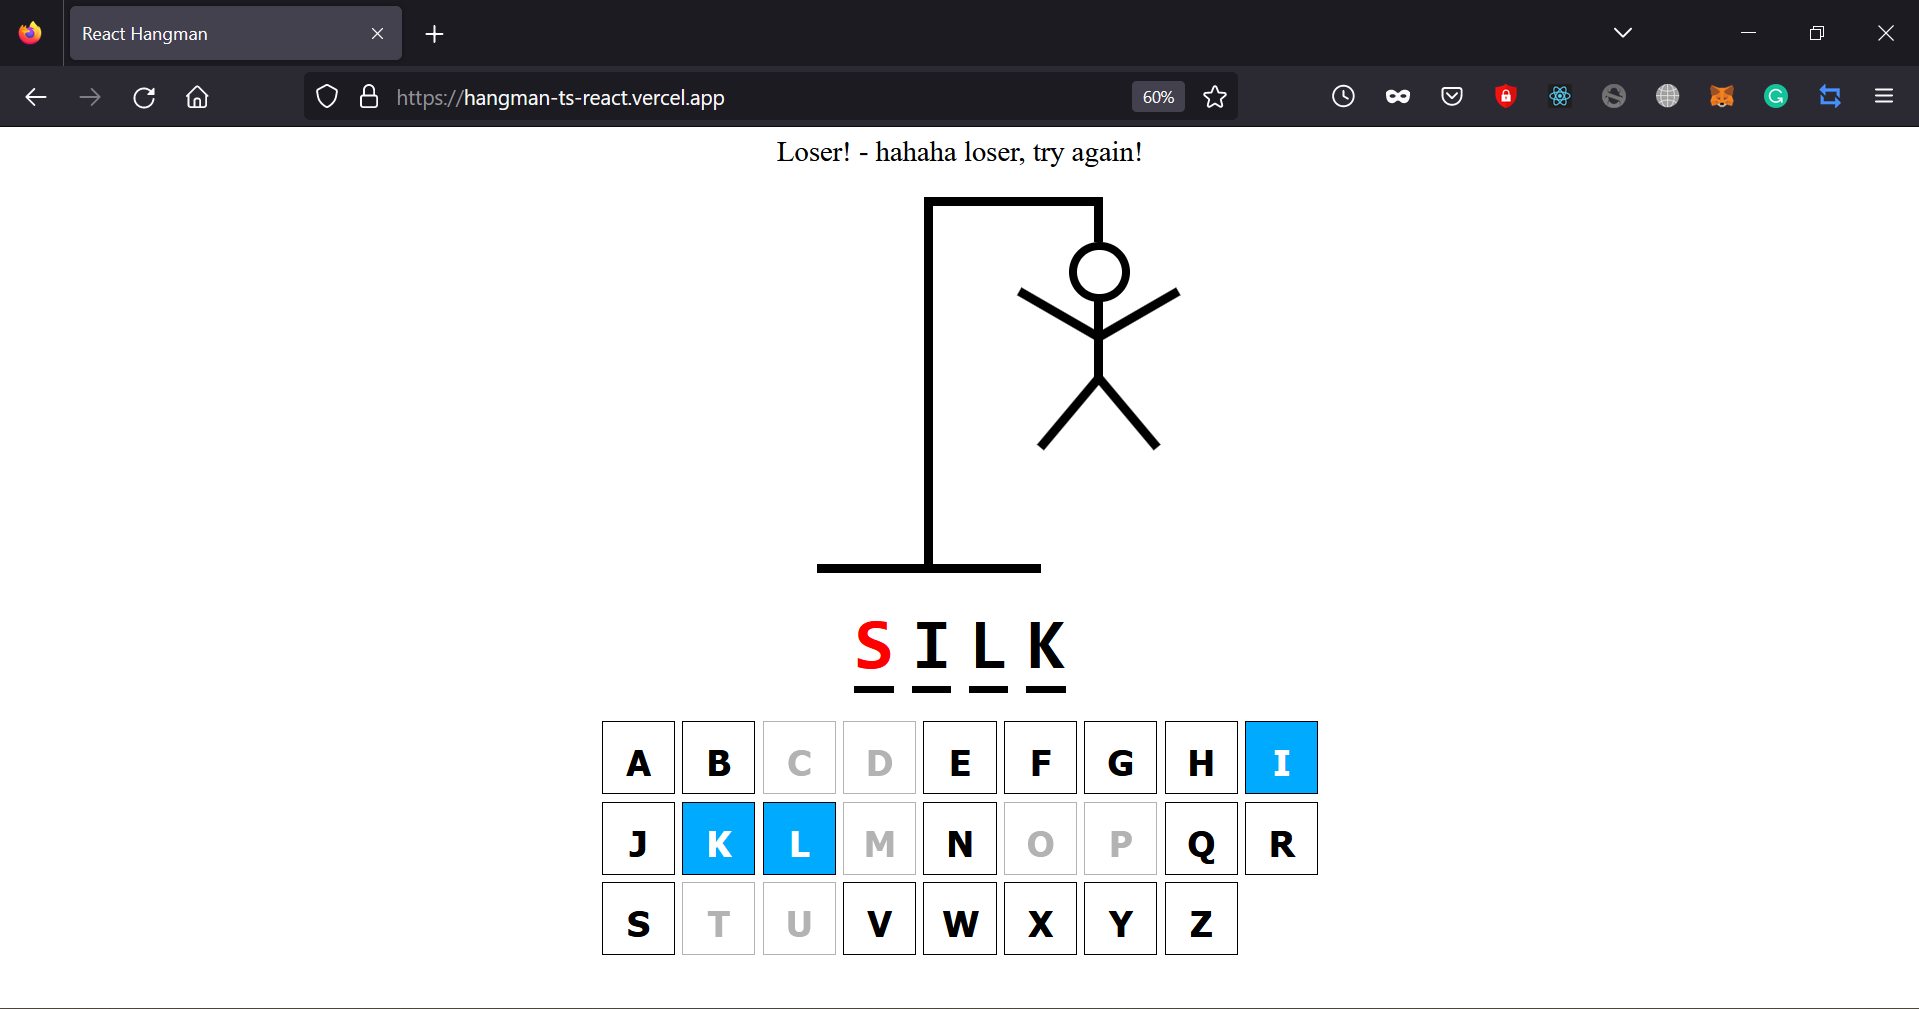 React Hangman
https://hangman-ts-react.vercel.app 60%
Loser! - hahaha loser, try again!
S I L K
A B C D E F G H I
J K L M N O P Q R
S T U V W X Y Z